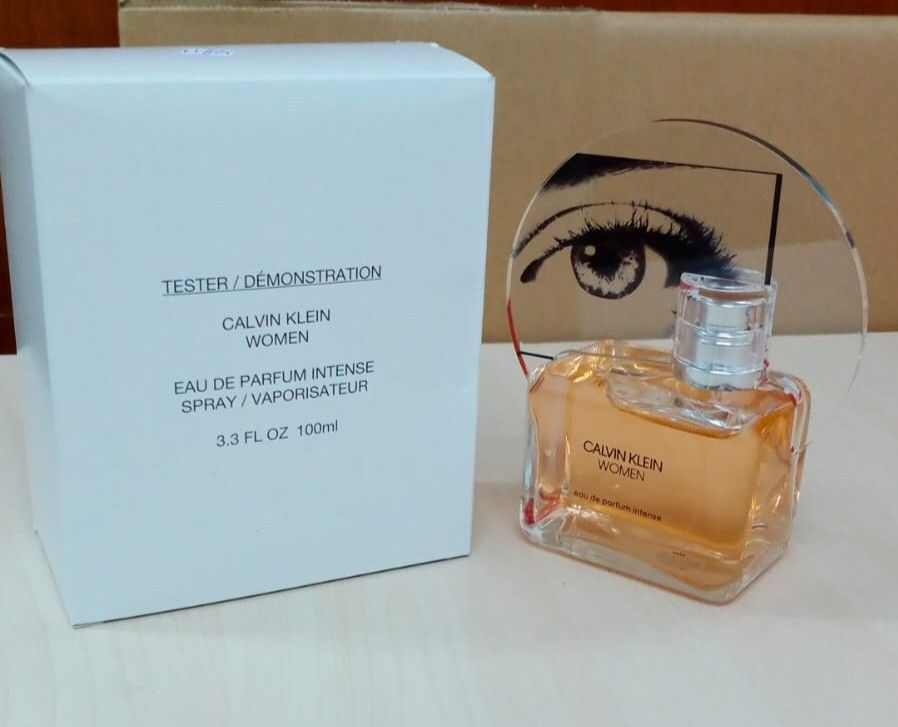 TESTER / DÉMONSTRATION
CALVIN KLEIN
WOMEN
EAU DE PARFUM INTENSE
SPRAY / VAPORISATEUR
3.3 FL OZ 100ml
CALVIN KLEIN
WOMEN
eau de parfum intense